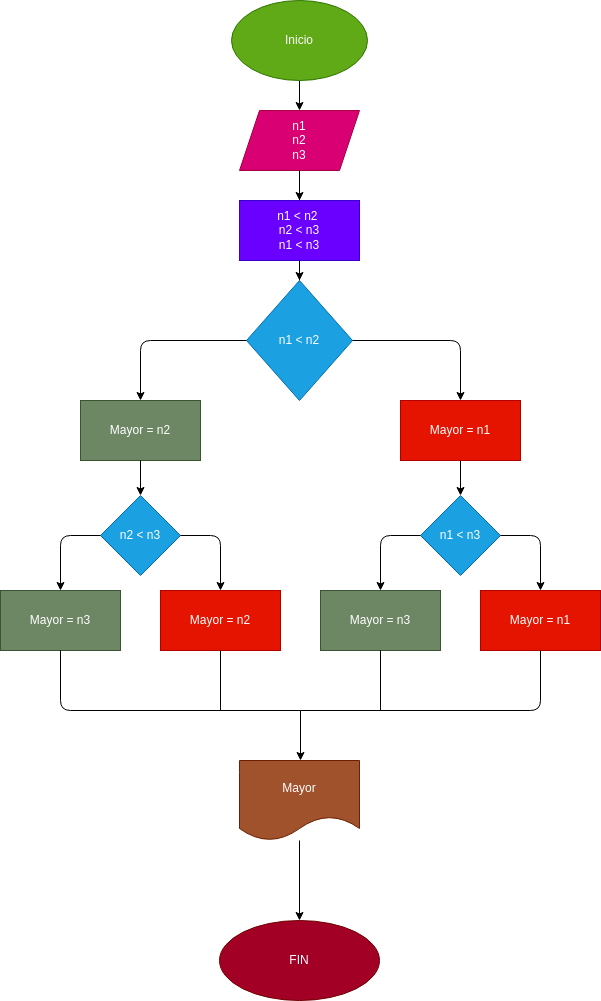 Inicio
n1
n2
n3
n1 < n2
n2 < n3
n1 < n3
n1 < n2
Mayor = n2
Mayor = n1
n2 < n3
n1 < n3
Mayor = n3
Mayor = n2
Mayor = n3
Mayor = n1
Mayor
FIN